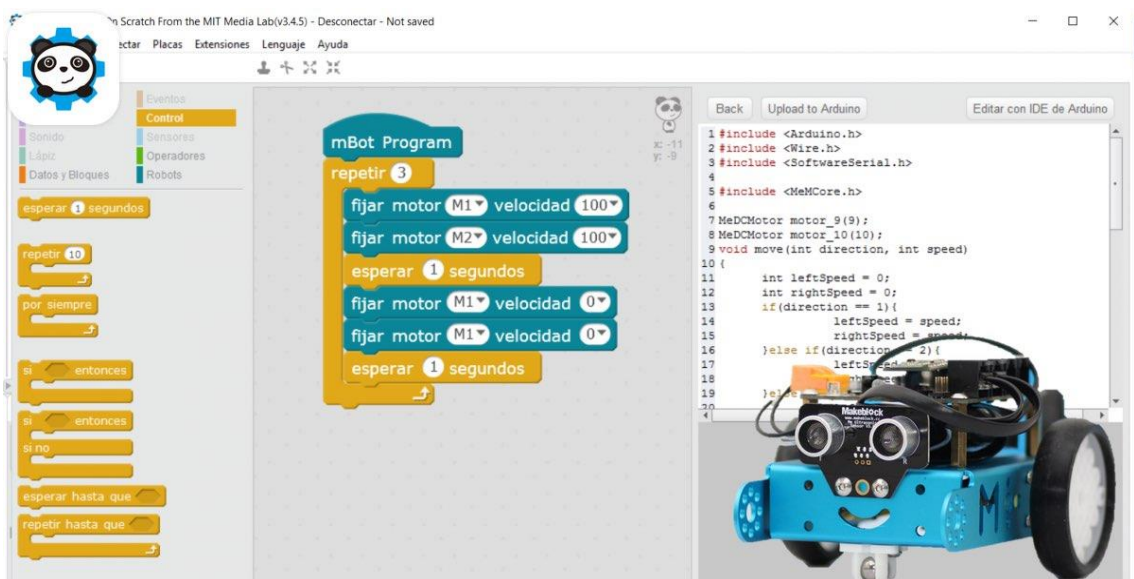 n Scratch From the MIT Media Lab(v3.4.5) - Desconectar - Not saved
ectar Placas Extensiones Lenguaje Ayuda
Eventos
Control
Sonido
Sensores
Lápiz
Operadores
Datos y Bloques
Robots
esperar 1 segundos
repetir 10
por siempre
si entonces
si entonces
si no
esperar hasta que
repetir hasta que
mBot Program
repetir 3
fijar motor M1 velocidad 100
fijar motor M2 velocidad 100
esperar 1 segundos
fijar motor M1 velocidad 0
fijar motor M1 velocidad 0
esperar 1 segundos
x: -11
y: -9
Back Upload to Arduino Editar con IDE de Arduino
1 #include <Arduino.h>
2 #include <Wire.h>
3 #include <SoftwareSerial.h>
4
5 #include <MeMCore.h>
6
7 MeDCMotor motor_9(9);
8 MeDCMotor motor_10(10);
9 void move(int direction, int speed)
10 {
11 int leftSpeed = 0;
12 int rightSpeed = 0;
13 if(direction == 1){
14 leftSpeed = speed;
15 rightSpeed = speed;
16 }else if(direction = 2){
17 leftSpe
18
19 }else
20
Makeblock
M